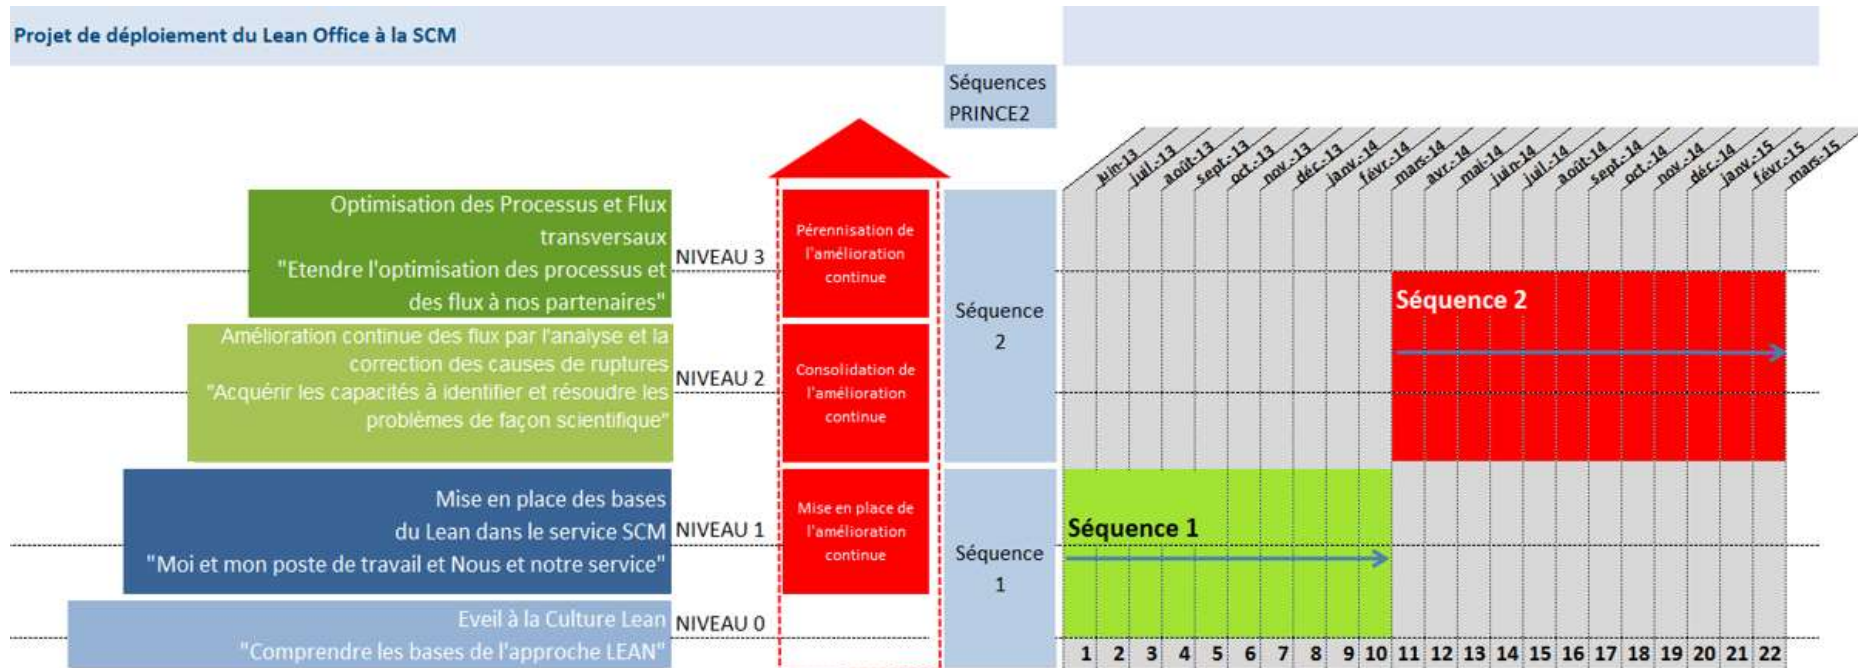 Projet de déploiement du Lean Office à la SCM
Séquences
PRINCE2
juin-13
juil.-13
août-13
sept.-13
oct.-13
nov.-13
déc.-13
janv.-14
févr.-14
mars-14
avr.-14
mai-14
juin-14
juil.-14
août-14
sept.-14
oct.-14
nov.-14
déc.-14
janv.-15
févr.-15
mars-15
Optimisation des Processus et Flux
transversaux
"Etendre l'optimisation des processus et
des flux à nos partenaires"
NIVEAU 3
Pérennisation de
l'amélioration
continue
Amélioration continue des flux par l'analyse et la
correction des causes de ruptures
"Acquérir les capacités à identifier et résoudre les
problèmes de façon scientifique"
NIVEAU 2
Consolidation de
l'amélioration
continue
Séquence
2
Séquence 2
Mise en place des bases
du Lean dans le service SCM
"Moi et mon poste de travail et Nous et notre service"
NIVEAU 1
Mise en place de
l'amélioration
continue
Eveil à la Culture Lean
"Comprendre les bases de l'approche LEAN"
NIVEAU 0
Séquence
1
Séquence 1
1 2 3 4 5 6 7 8 9 10 11 12 13 14 15 16 17 18 19 20 21 22